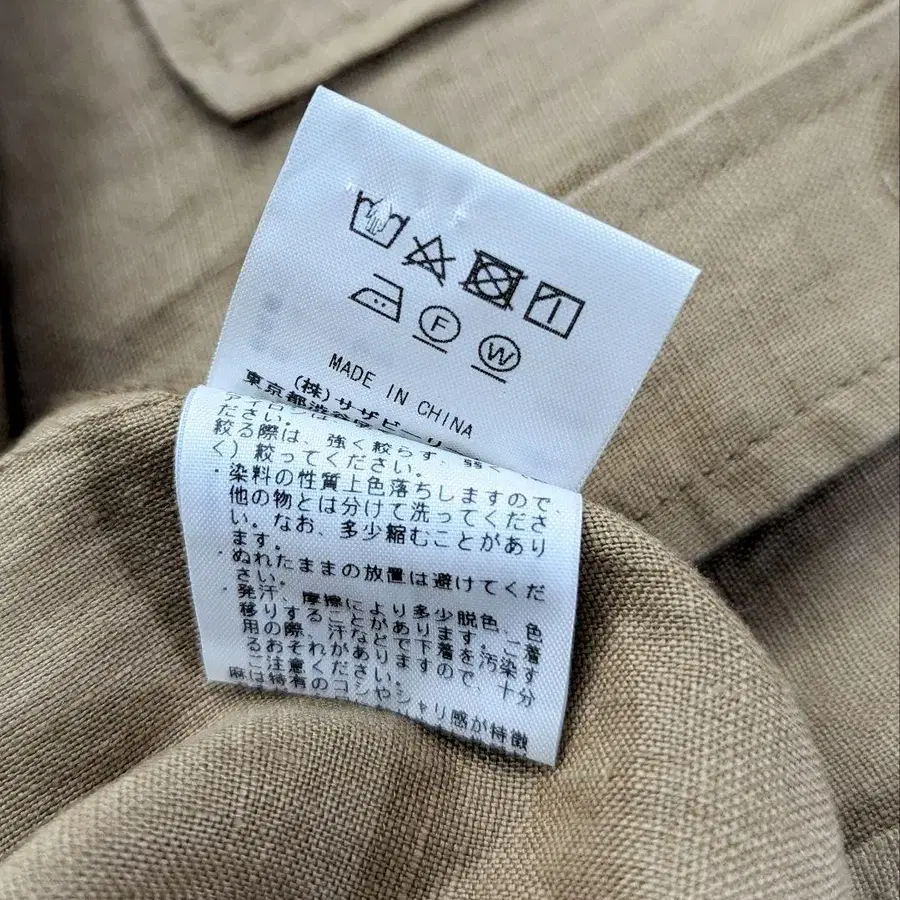 F
W
MADE IN CHINA
(株)サザビーリ
東京都渋谷
ださい。
絞る際は、強く絞らず、弱く(
く)絞ってください。
・染料の性質上色落ちしますので、
他の物とは分けて洗ってくださ
い。なお、多少縮むことがあり
ます。
・ぬれたままの放置は避けてくだ
さい。
・発汗、摩擦により多少脱色、色
移りすることがあります。ご着
用の際、汗などで下着を汚染す
るおそれがありますので、十分
ご注意ください。
麻は特有のコシやシャリ感が特徴